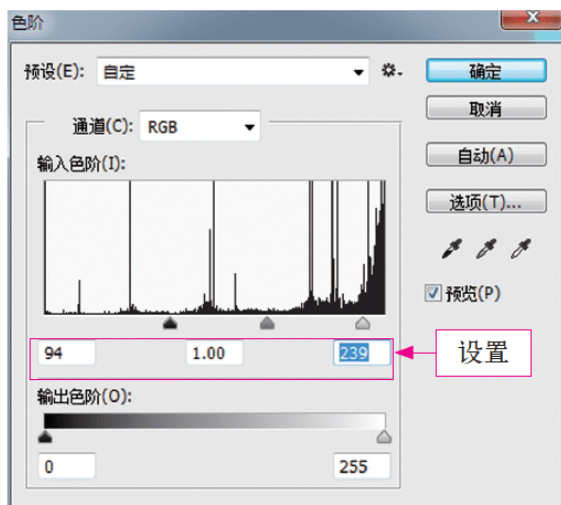 色阶
预设(E): 自定
确定
通道(C): RGB
取消
输入色阶(I):
自动(A)
选项(T)...
预览(P)
94 1.00 239
设置
输出色阶(O):
0 255